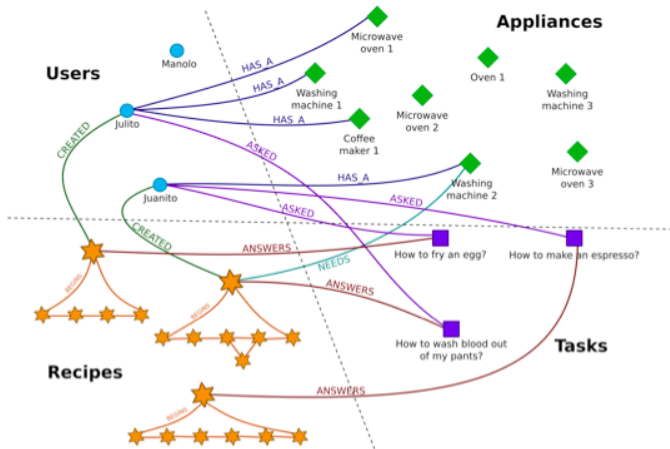 Appliances
Microwave
oven 1
Manolo
Oven 1
Users
HAS_A
Washing
machine 1
HAS_A
Washing
machine 3
Microwave
oven 2
Julito
HAS_A
Coffee
maker 1
CREATED
ASKED
Microwave
oven 3
HAS_A
Washing
machine 2
Juanito
ASKED
ASKED
CREATED
ANSWERS
How to fry an egg?
How to make an espresso?
NEEDS
BEGINS
ANSWERS
BEGINS
How to wash blood out
of my pants?
Tasks
Recipes
ANSWERS
BEGINS